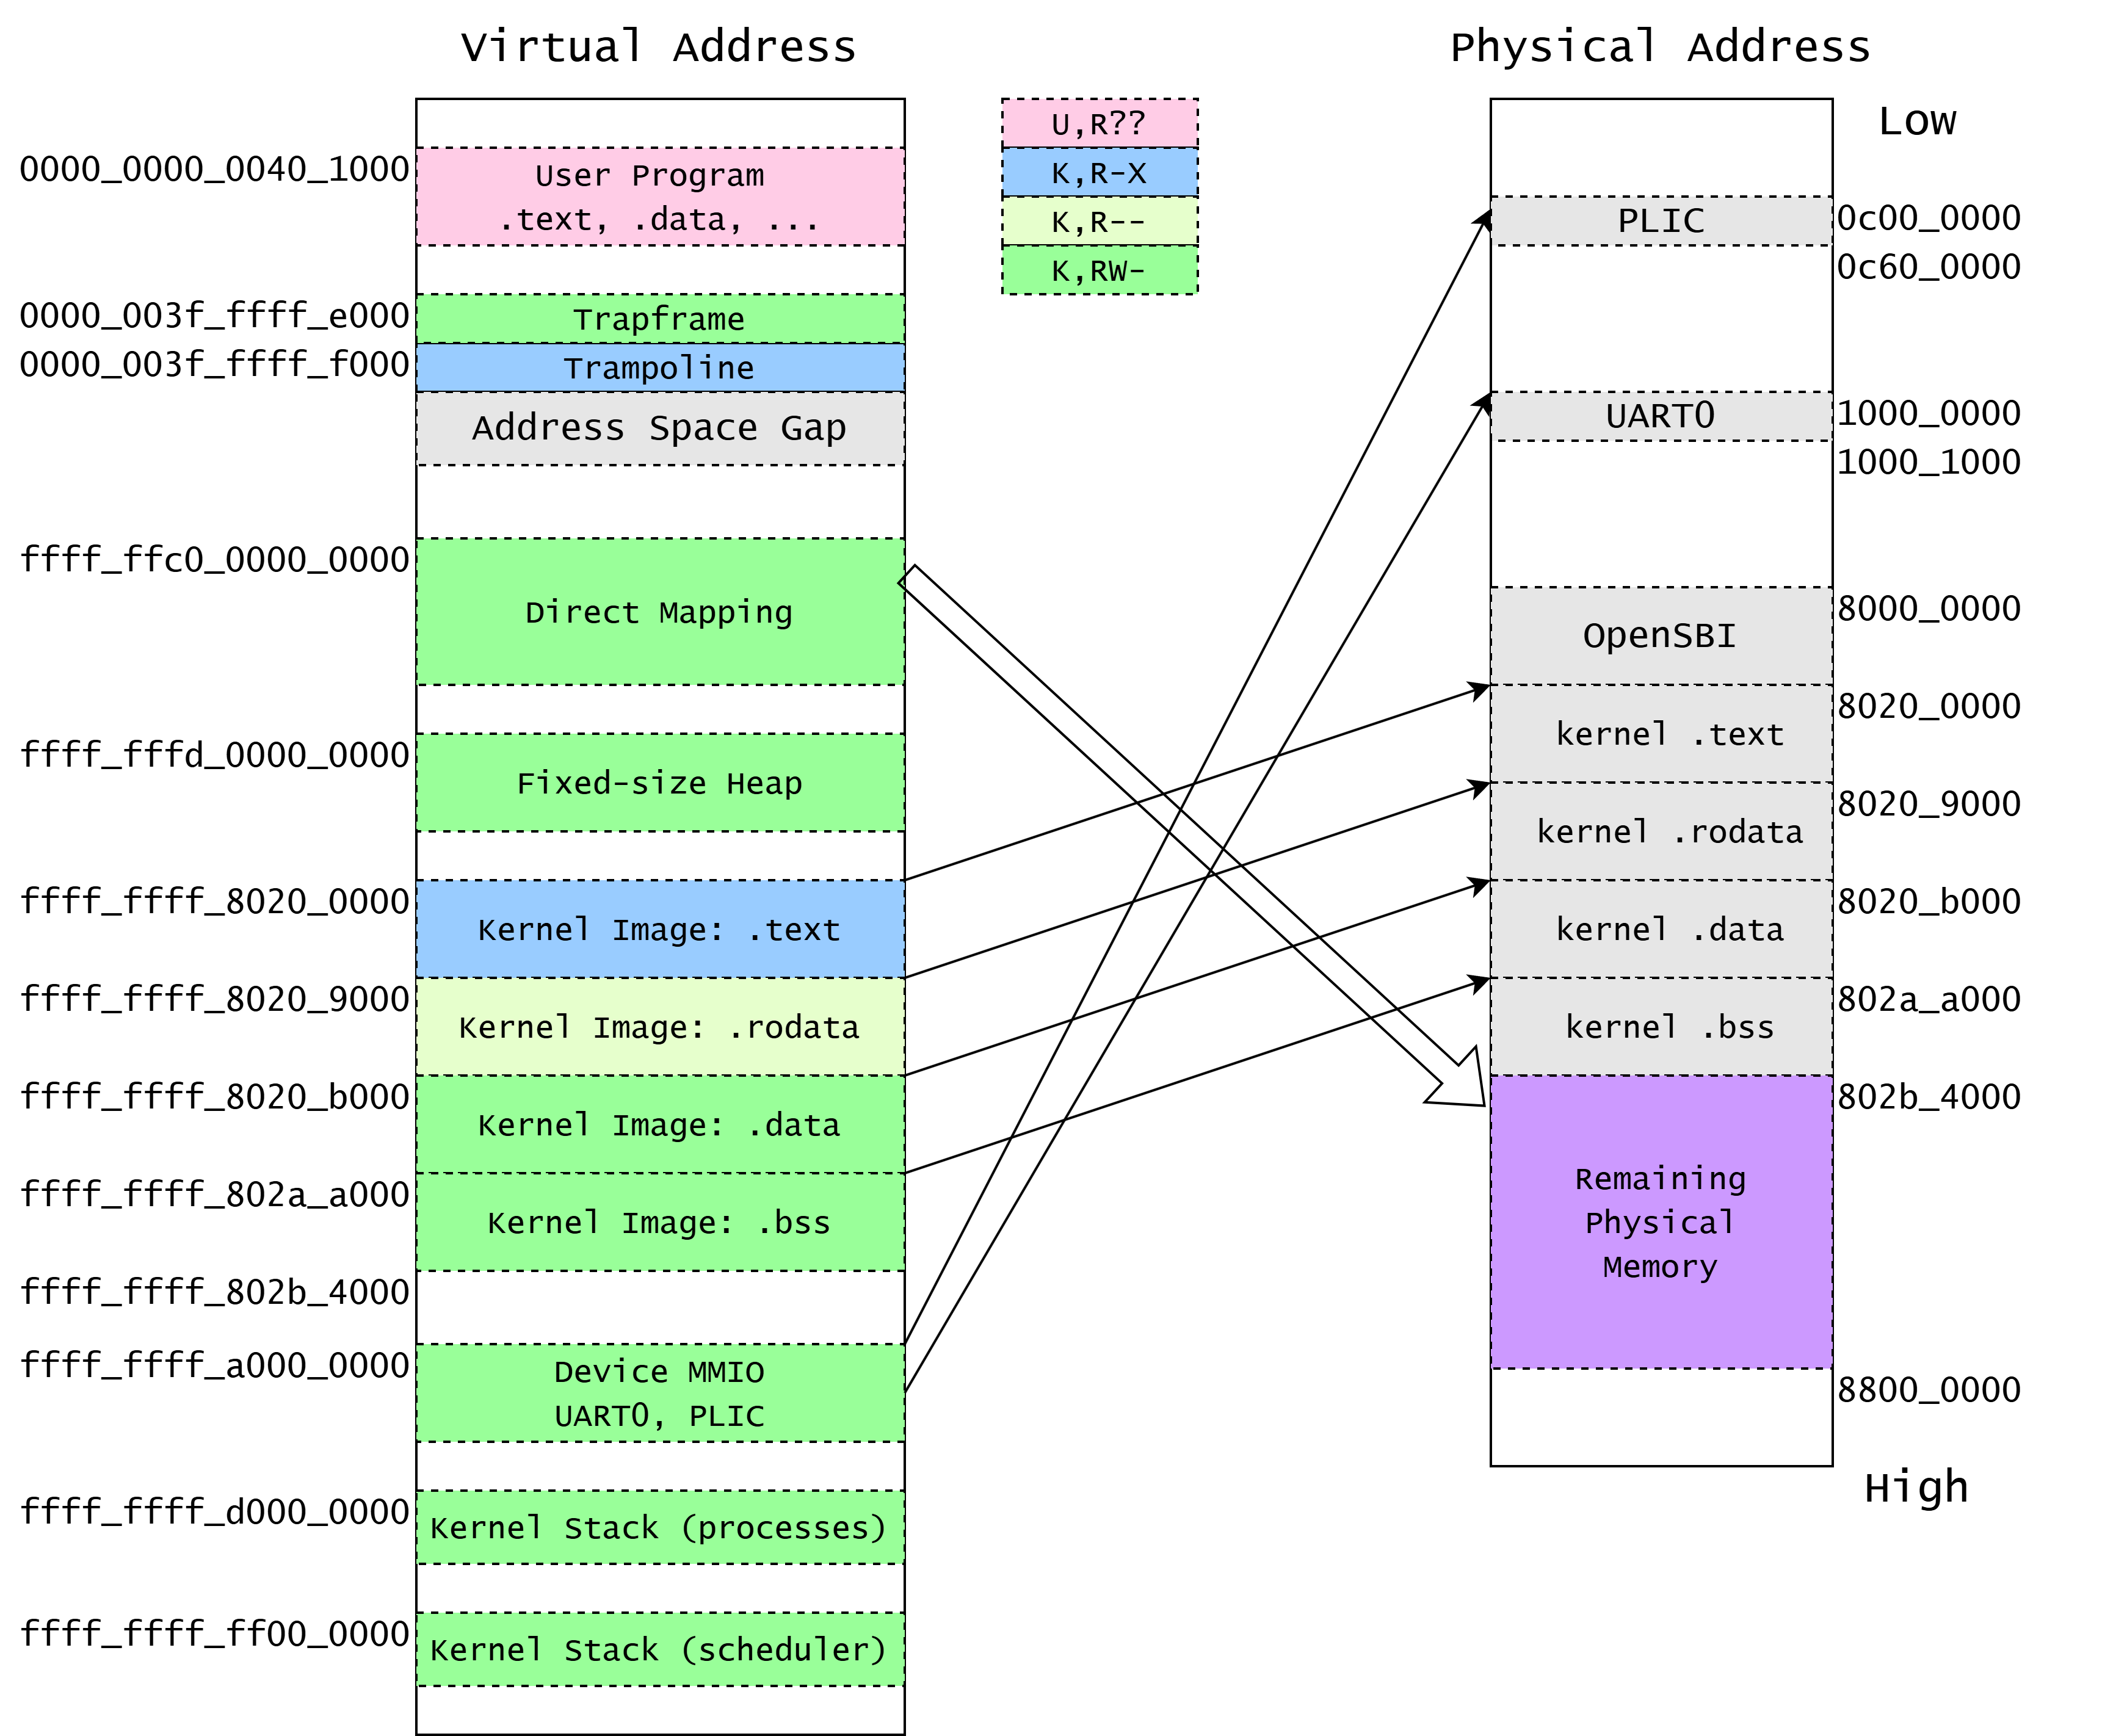 Virtual Address
Physical Address
Low
U,R??
K,R-X
K,R--
K,RW-
0000_0000_0040_1000
User Program
.text, .data, ...
0000_003f_ffff_e000
Trapframe
0000_003f_ffff_f000
Trampoline
Address Space Gap
ffff_ffc0_0000_0000
Direct Mapping
ffff_fffd_0000_0000
Fixed-size Heap
ffff_ffff_8020_0000
Kernel Image: .text
ffff_ffff_8020_9000
Kernel Image: .rodata
ffff_ffff_8020_b000
Kernel Image: .data
ffff_ffff_802a_a000
Kernel Image: .bss
ffff_ffff_802b_4000
ffff_ffff_a000_0000
Device MMIO
UART0, PLIC
ffff_ffff_d000_0000
Kernel Stack (processes)
ffff_ffff_ff00_0000
Kernel Stack (scheduler)
PLIC
0c00_0000
0c60_0000
UART0
1000_0000
1000_1000
8000_0000
OpenSBI
8020_0000
kernel .text
8020_9000
kernel .rodata
8020_b000
kernel .data
802a_a000
kernel .bss
802b_4000
Remaining
Physical
Memory
8800_0000
High